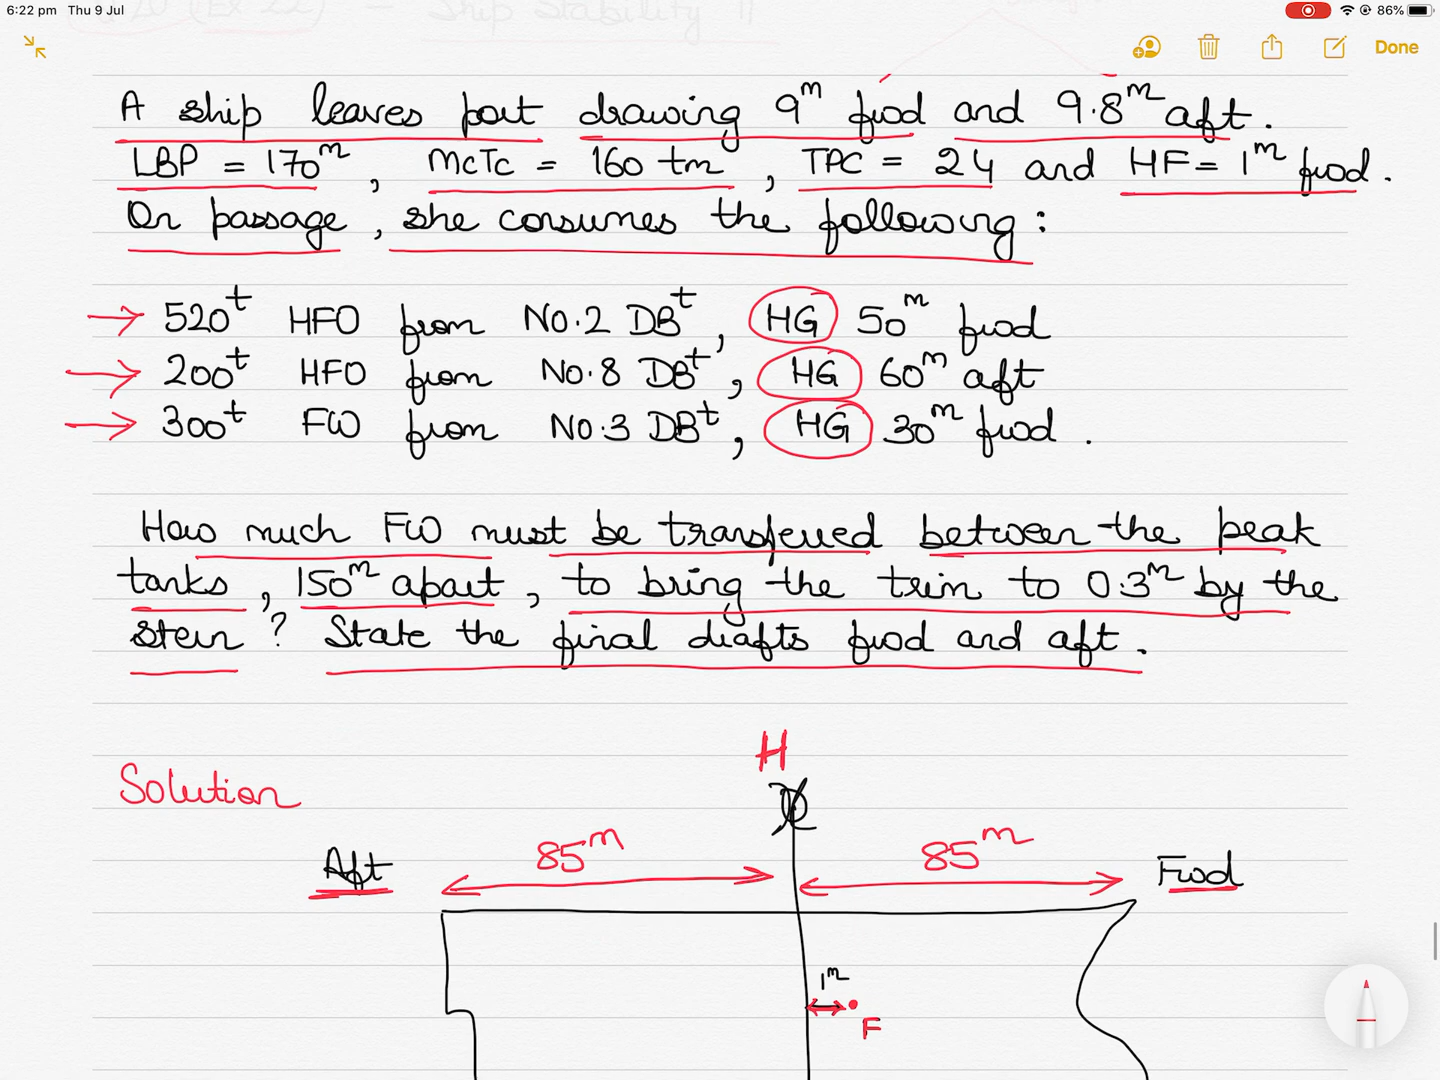 6:22 pm Thu 9 Jul
86%
Ship Stability II
Done
A ship leaves port drawing 9m fwd and 9.8m aft.
LBP = 170m, MCTC = 160 tm, TPC = 24 and HF = 1m fwd.
On passage, she consumes the following:
520t HFO from NO.2 DBt, HG 50m fwd
200t HFO from NO.8 DBt, HG 60m aft
300t FW from NO.3 DBt, HG 30m fwd.
How much FW must be transferred between the peak
tanks, 150m apart, to bring the trim to 0.3m by the
stern? State the final drafts fwd and aft.
H
Solution
85m 85m
Aft Fwd
1m
F